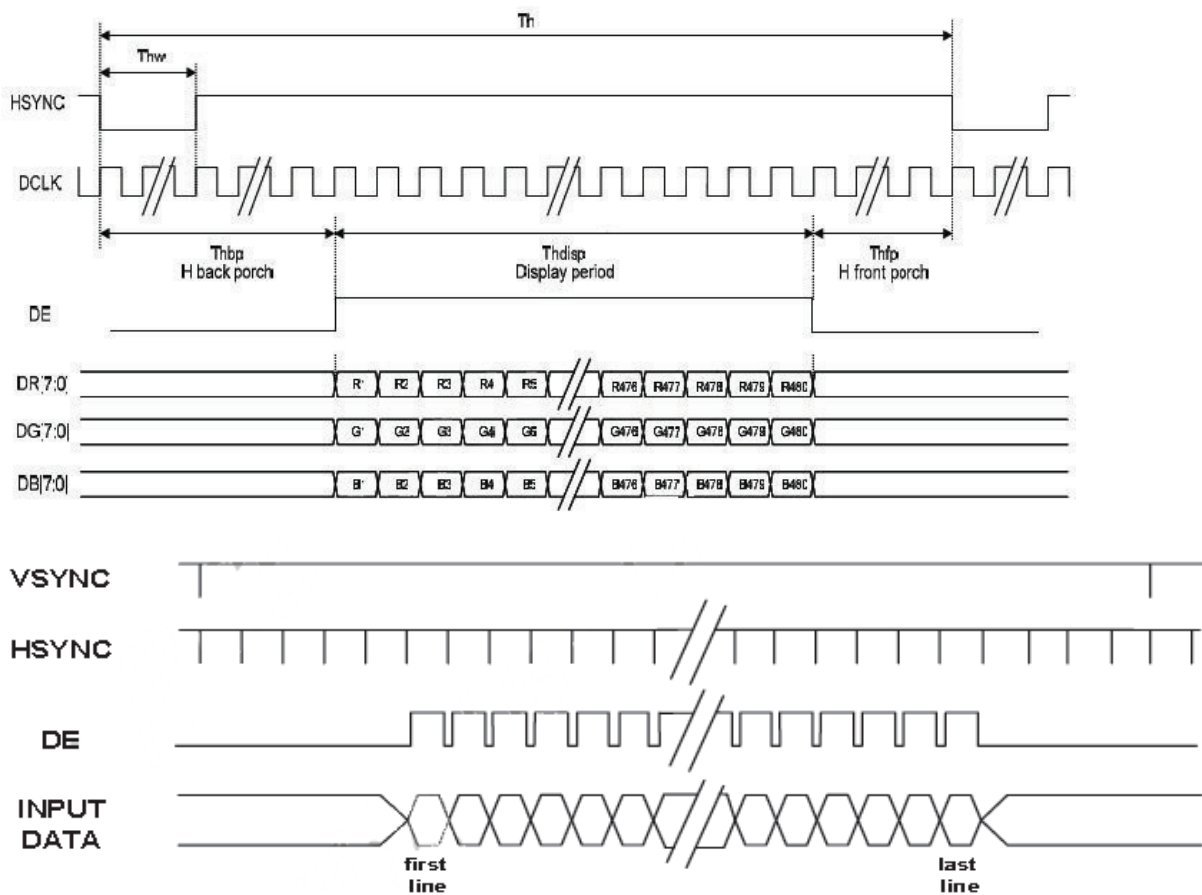 Th
Thw
HSYNC
DCLK
Thbp
H back porch
Thdisp
Display period
Thfp
H front porch
DE
DR[7:0] R1 R2 R3 R4 R5 R476 R477 R478 R479 R480
DG[7:0] G1 G2 G3 G4 G5 G476 G477 G478 G479 G480
DB[7:0] B1 B2 B3 B4 B5 B476 B477 B478 B479 B480
VSYNC
HSYNC
DE
INPUT
DATA
first
line
last
line